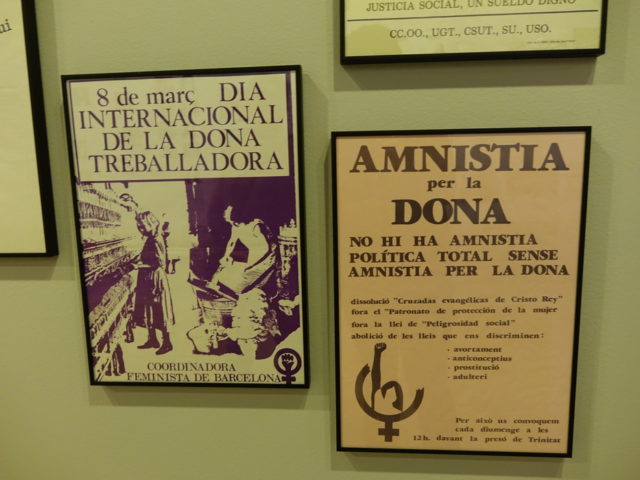 ui
8 de març DIA
INTERNACIONAL
DE LA DONA
TREBALLADORA
COORDINADORA
FEMINISTA DE BARCELONA
JUSTICIA SOCIAL, UN SUELDO DIGNO
CC.OO., UGT., CSUT., SU., USO.
AMNISTIA
per la
DONA
NO HI HA AMNISTIA
POLÍTICA TOTAL SENSE
AMNISTIA PER LA DONA
dissolució "Cruzadas evangélicas de Cristo Rey"
fora el "Patronato de protección de la mujer
fora la llei de "Peligrosidad social"
abolició de les lleis que ens discriminen:
- avortament
- anticonceptius
- prostitució
- adulteri
Per això us convoquem
cada diumenge a les
12h. davant la presó de Trinitat